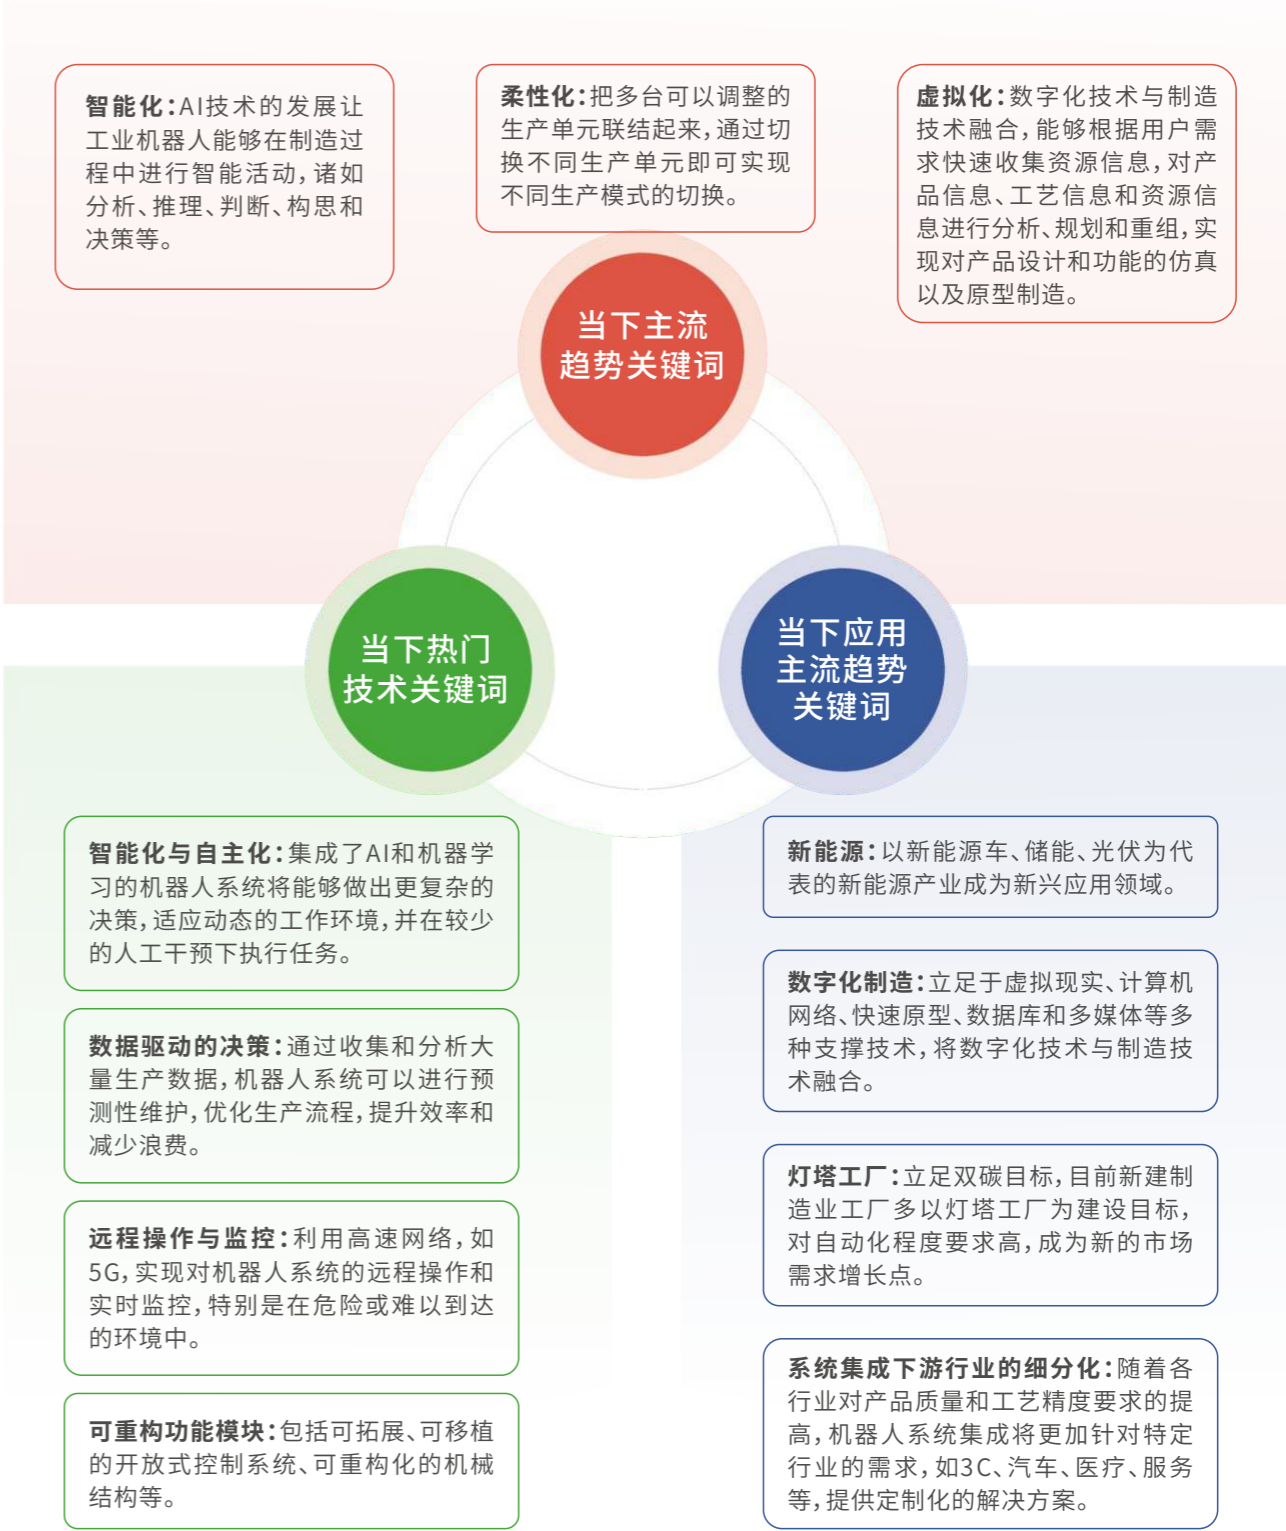 智能化：AI技术的发展让
工业机器人能够在制造过
程中进行智能活动，诸如
分析、推理、判断、构思和
决策等。
柔性化：把多台可以调整的
生产单元联结起来，通过切
换不同生产单元即可实现
不同生产模式的切换。
虚拟化：数字化技术与制造
技术融合，能够根据用户需
求快速收集资源信息，对产
品信息、工艺信息和资源信
息进行分析、规划和重组，实
现对产品设计和功能的仿真
以及原型制造。
当下主流
趋势关键词
当下热门
技术关键词
当下应用
主流趋势
关键词
智能化与自主化：集成了AI和机器学
习的机器人系统将能够做出更复杂的
决策，适应动态的工作环境，并在较少
的人工干预下执行任务。
数据驱动的决策：通过收集和分析大
量生产数据，机器人系统可以进行预
测性维护，优化生产流程，提升效率和
减少浪费。
远程操作与监控：利用高速网络，如
5G，实现对机器人系统的远程操作和
实时监控，特别是在危险或难以到达
的环境中。
可重构功能模块：包括可拓展、可移植
的开放式控制系统、可重构化的机械
结构等。
新能源：以新能源车、储能、光伏为代
表的新能源产业成为新兴应用领域。
数字化制造：立足于虚拟现实、计算机
网络、快速原型、数据库和多媒体等多
种支撑技术，将数字化技术与制造技
术融合。
灯塔工厂：立足双碳目标，目前新建制
造业工厂多以灯塔工厂为建设目标，
对自动化程度要求高，成为新的市场
需求增长点。
系统集成下游行业的细分化：随着各
行业对产品质量和工艺精度要求的提
高，机器人系统集成将更加针对特定
行业的需求，如3C、汽车、医疗、服务
等，提供定制化的解决方案。